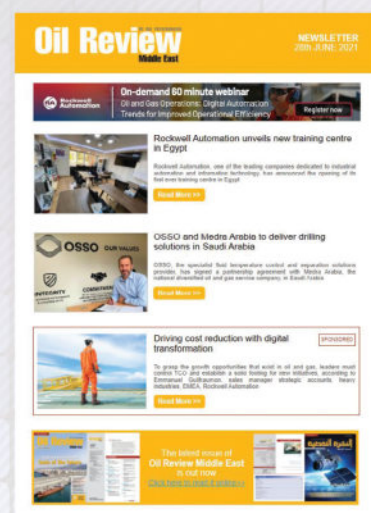 Oil Review
Middle East
NEWSLETTER
28th JUNE 2021
Rockwell
Automation
On-demand 60 minute webinar
Oil and Gas Operations: Digital Automation
Trends for Improved Operational Efficiency
Register now
Rockwell Automation unveils new training centre
in Egypt
Rockwell Automation, one of the leading companies dedicated to industrial
automation and information technology, has announced the opening of its
first ever training centre in Egypt
Read More >>
OSSO OUR VALUES
INTEGRITY
COMMITMENT
OSSO and Medra Arabia to deliver drilling
solutions in Saudi Arabia
OSSO, the specialist fluid temperature control and separation solutions
provider, has signed a partnership agreement with Medra Arabia, the
national diversified oil and gas service company, in Saudi Arabia
Read More >>
Driving cost reduction with digital
transformation
SPONSORED
To grasp the growth opportunities that exist in oil and gas, leaders must
control TCO and establish a solid footing for new initiatives, according to
Emmanuel Guilhaumon, sales manager strategic accounts, heavy
industries, EMEA, Rockwell Automation
Read More >>
Oil Review
The latest issue of
Oil Review Middle East
is out now
Click here to read it online>>